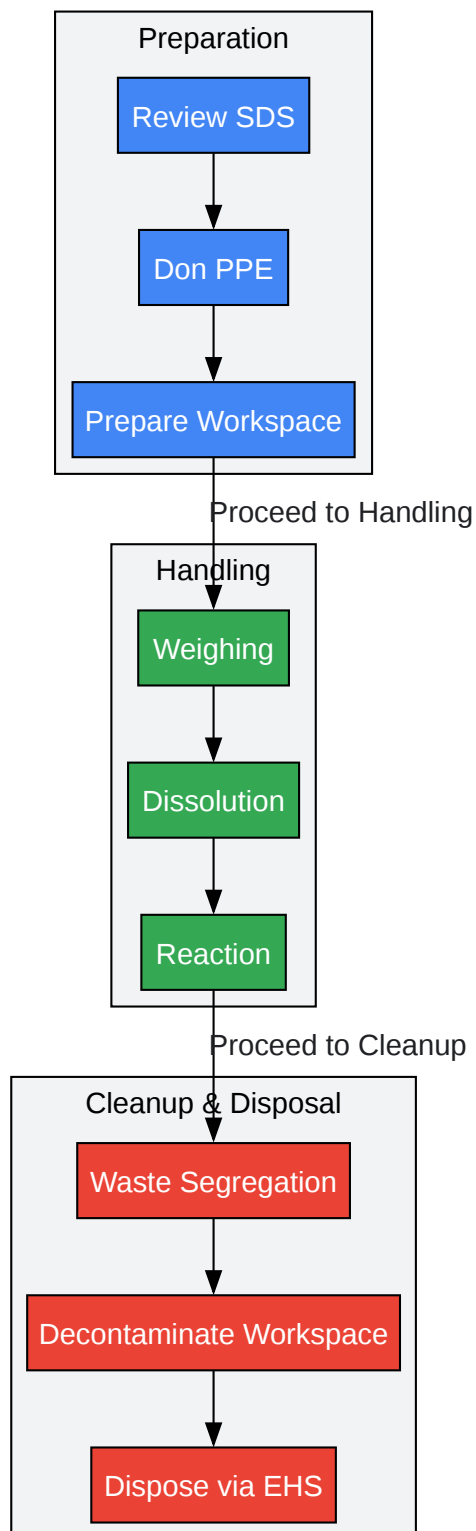 Preparation
Review SDS
Don PPE
Prepare Workspace
Proceed to Handling
Handling
Weighing
Dissolution
Reaction
Proceed to Cleanup
Cleanup & Disposal
Waste Segregation
Decontaminate Workspace
Dispose via EHS